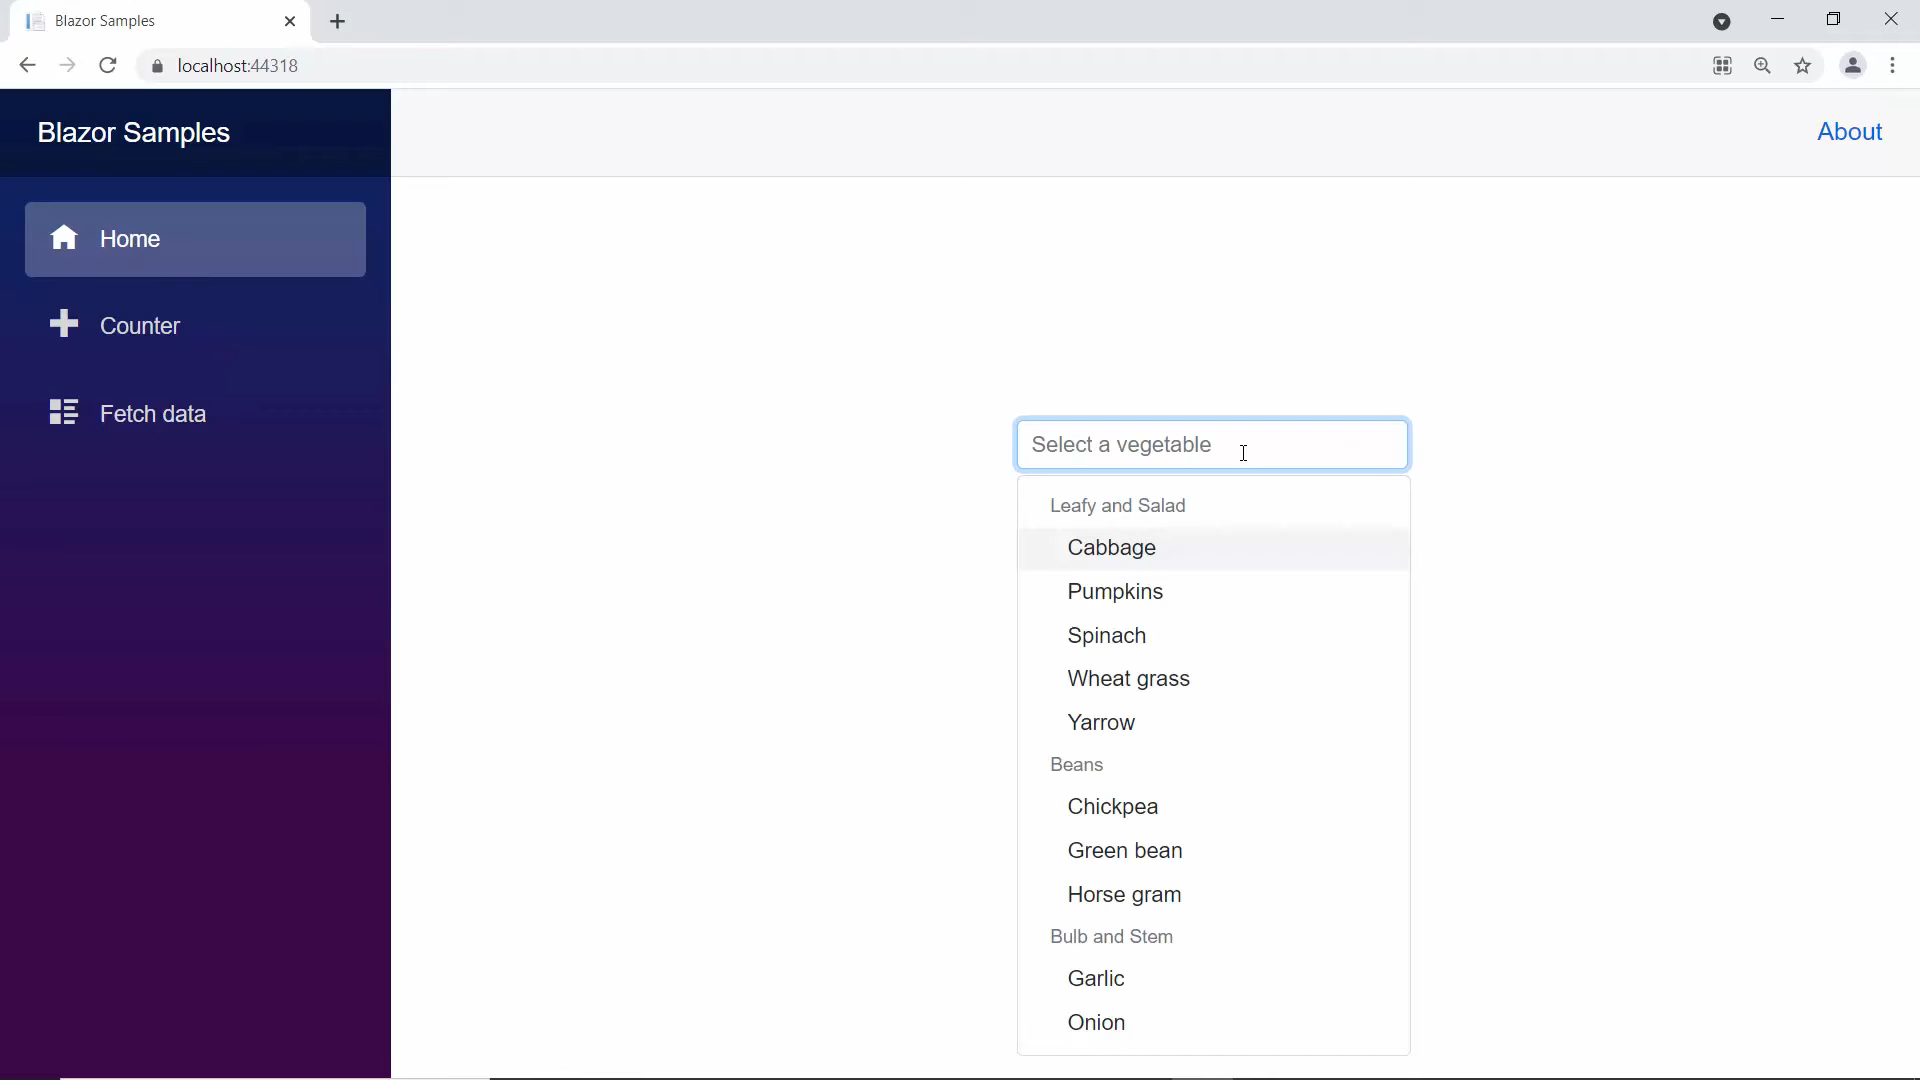 Blazor Samples
localhost:44318
Blazor Samples
About
Home
Counter
Fetch data
Select a vegetable
Leafy and Salad
Cabbage
Pumpkins
Spinach
Wheat grass
Yarrow
Beans
Chickpea
Green bean
Horse gram
Bulb and Stem
Garlic
Onion